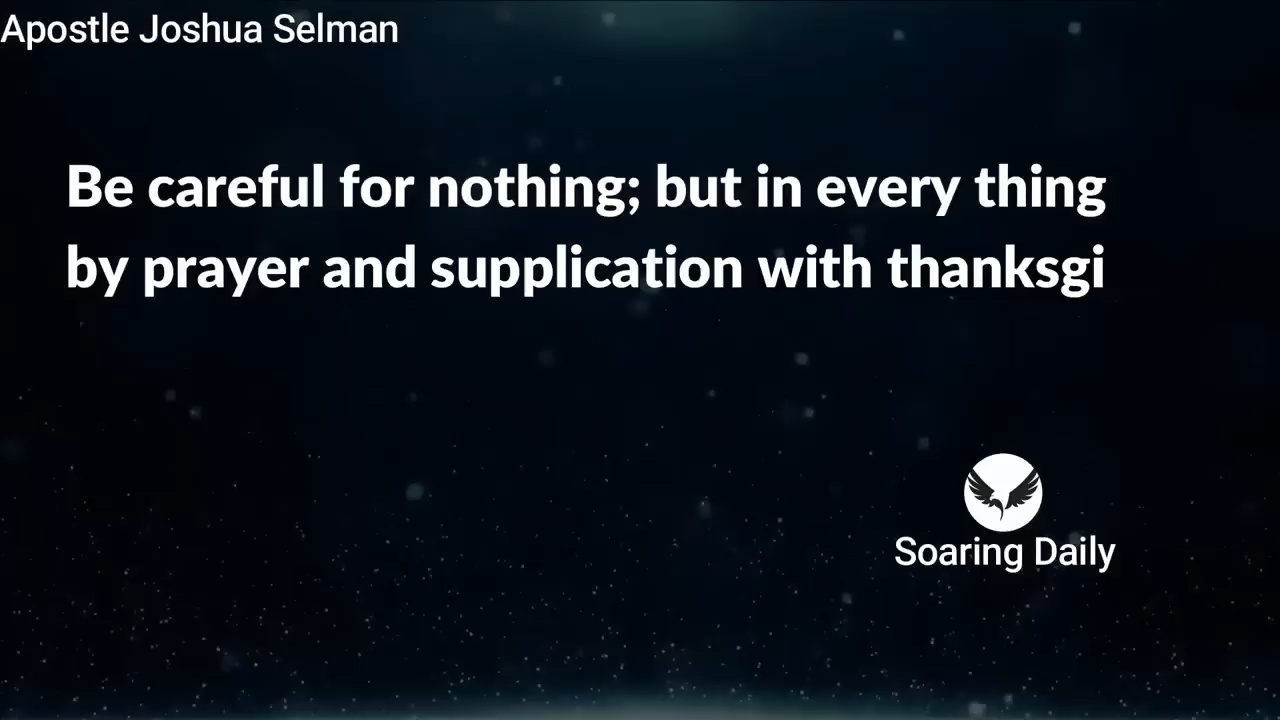 Apostle Joshua Selman
Be careful for nothing; but in every thing
by prayer and supplication with thanksgi
Soaring Daily